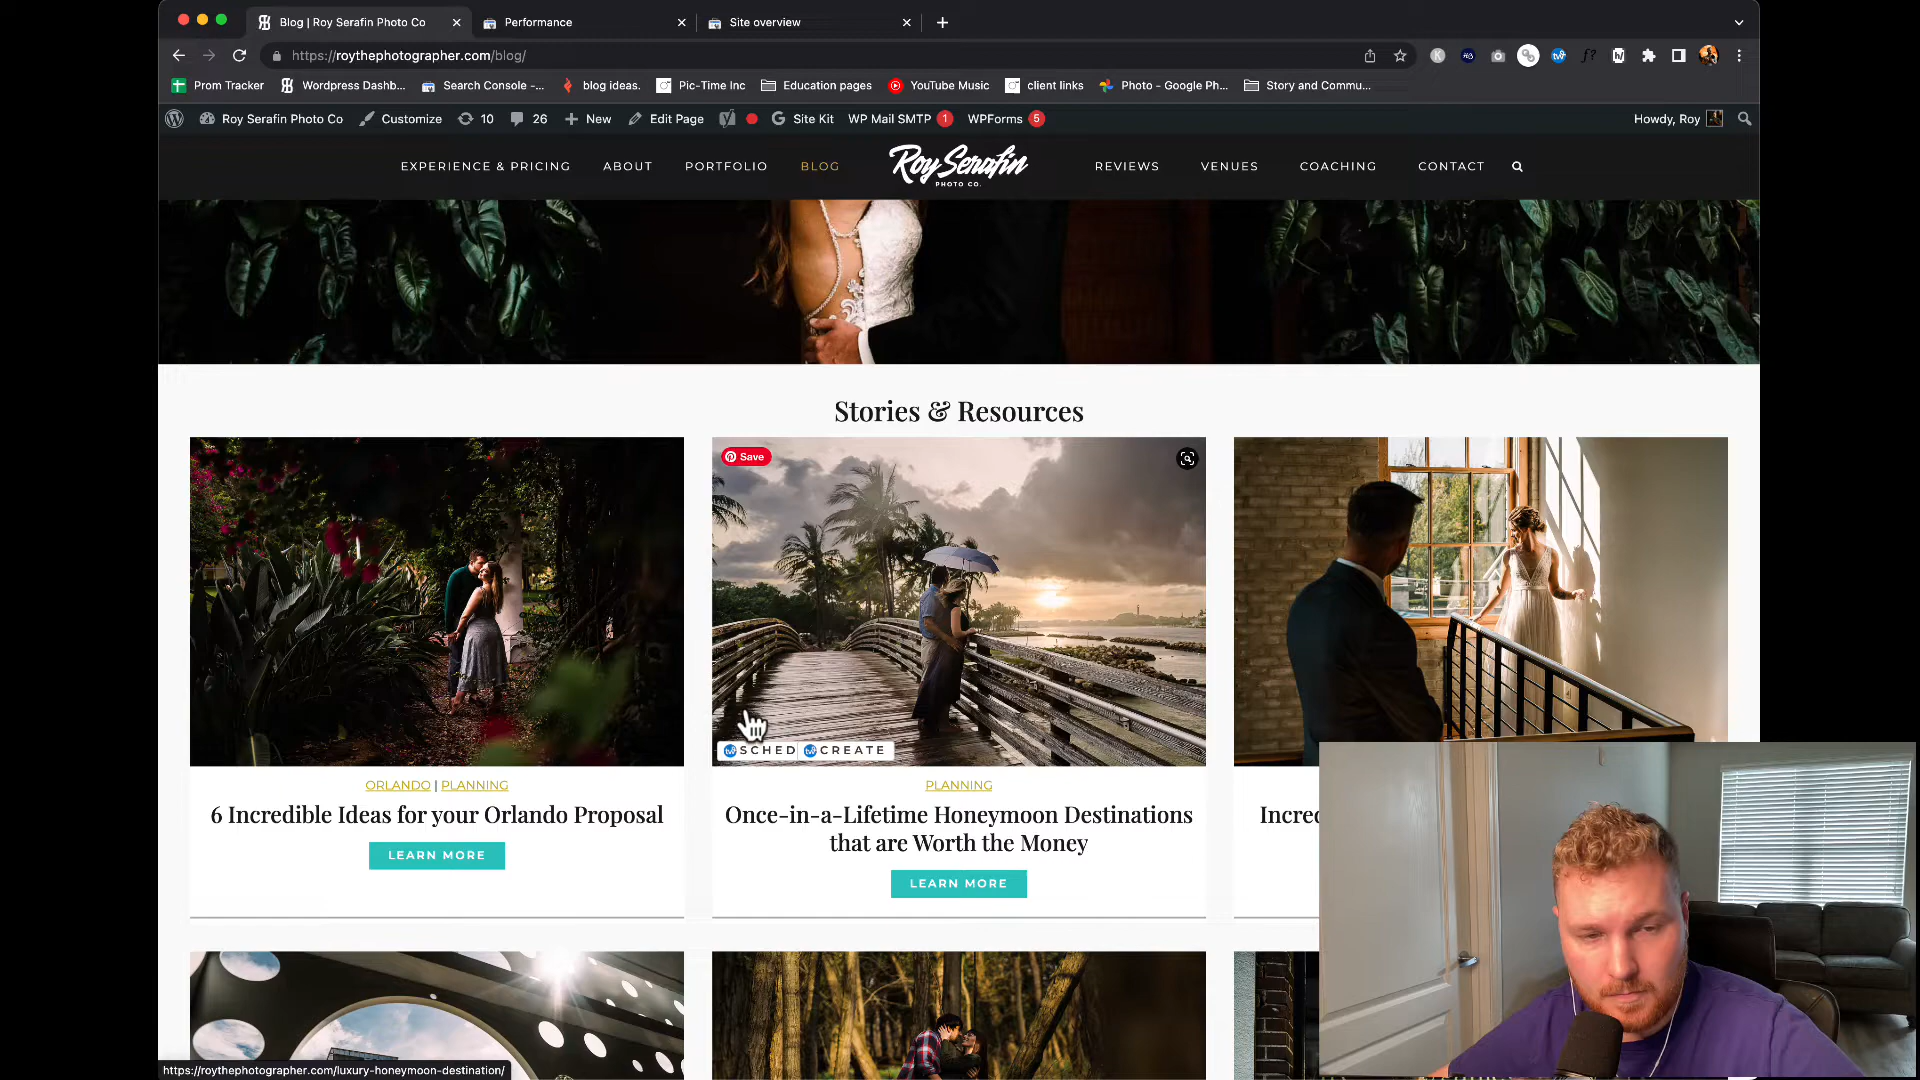 Blog | Roy Serafin Photo Co
Performance
Site overview
https://roythephotographer.com/blog/
Prom Tracker
Wordpress Dashb...
Search Console -...
blog ideas.
Pic-Time Inc
Education pages
YouTube Music
client links
Photo - Google Ph...
Story and Commu...
Roy Serafin Photo Co
Customize
10
26
New
Edit Page
Site Kit
WP Mail SMTP 1
WPForms 5
Howdy, Roy
EXPERIENCE & PRICING
ABOUT
PORTFOLIO
BLOG
Roy Serafin
PHOTO CO.
REVIEWS
VENUES
COACHING
CONTACT
Stories & Resources
Save
SCHED
CREATE
ORLANDO | PLANNING
6 Incredible Ideas for your Orlando Proposal
LEARN MORE
PLANNING
Once-in-a-Lifetime Honeymoon Destinations
that are Worth the Money
LEARN MORE
https://roythephotographer.com/luxury-honeymoon-destination/